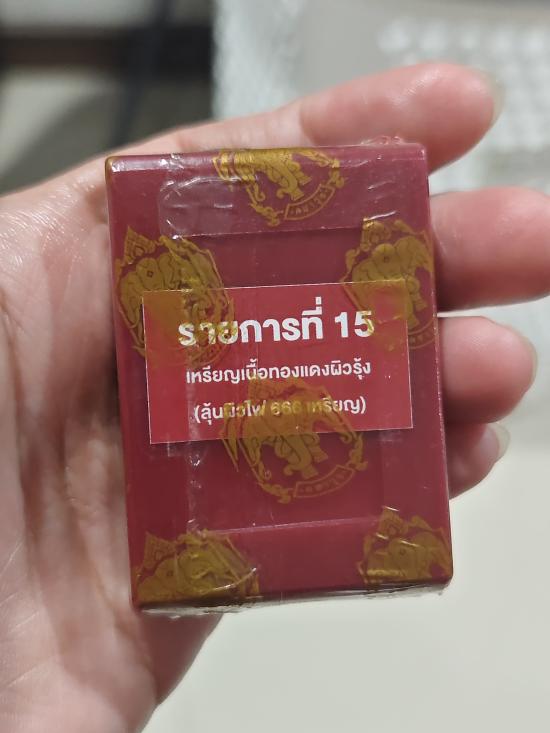 รายการที่ 15
เหรียญเนื้อทองแดงผิวรุ้ง
(ลุ้นผิวไฟ 666 เหรียญ)